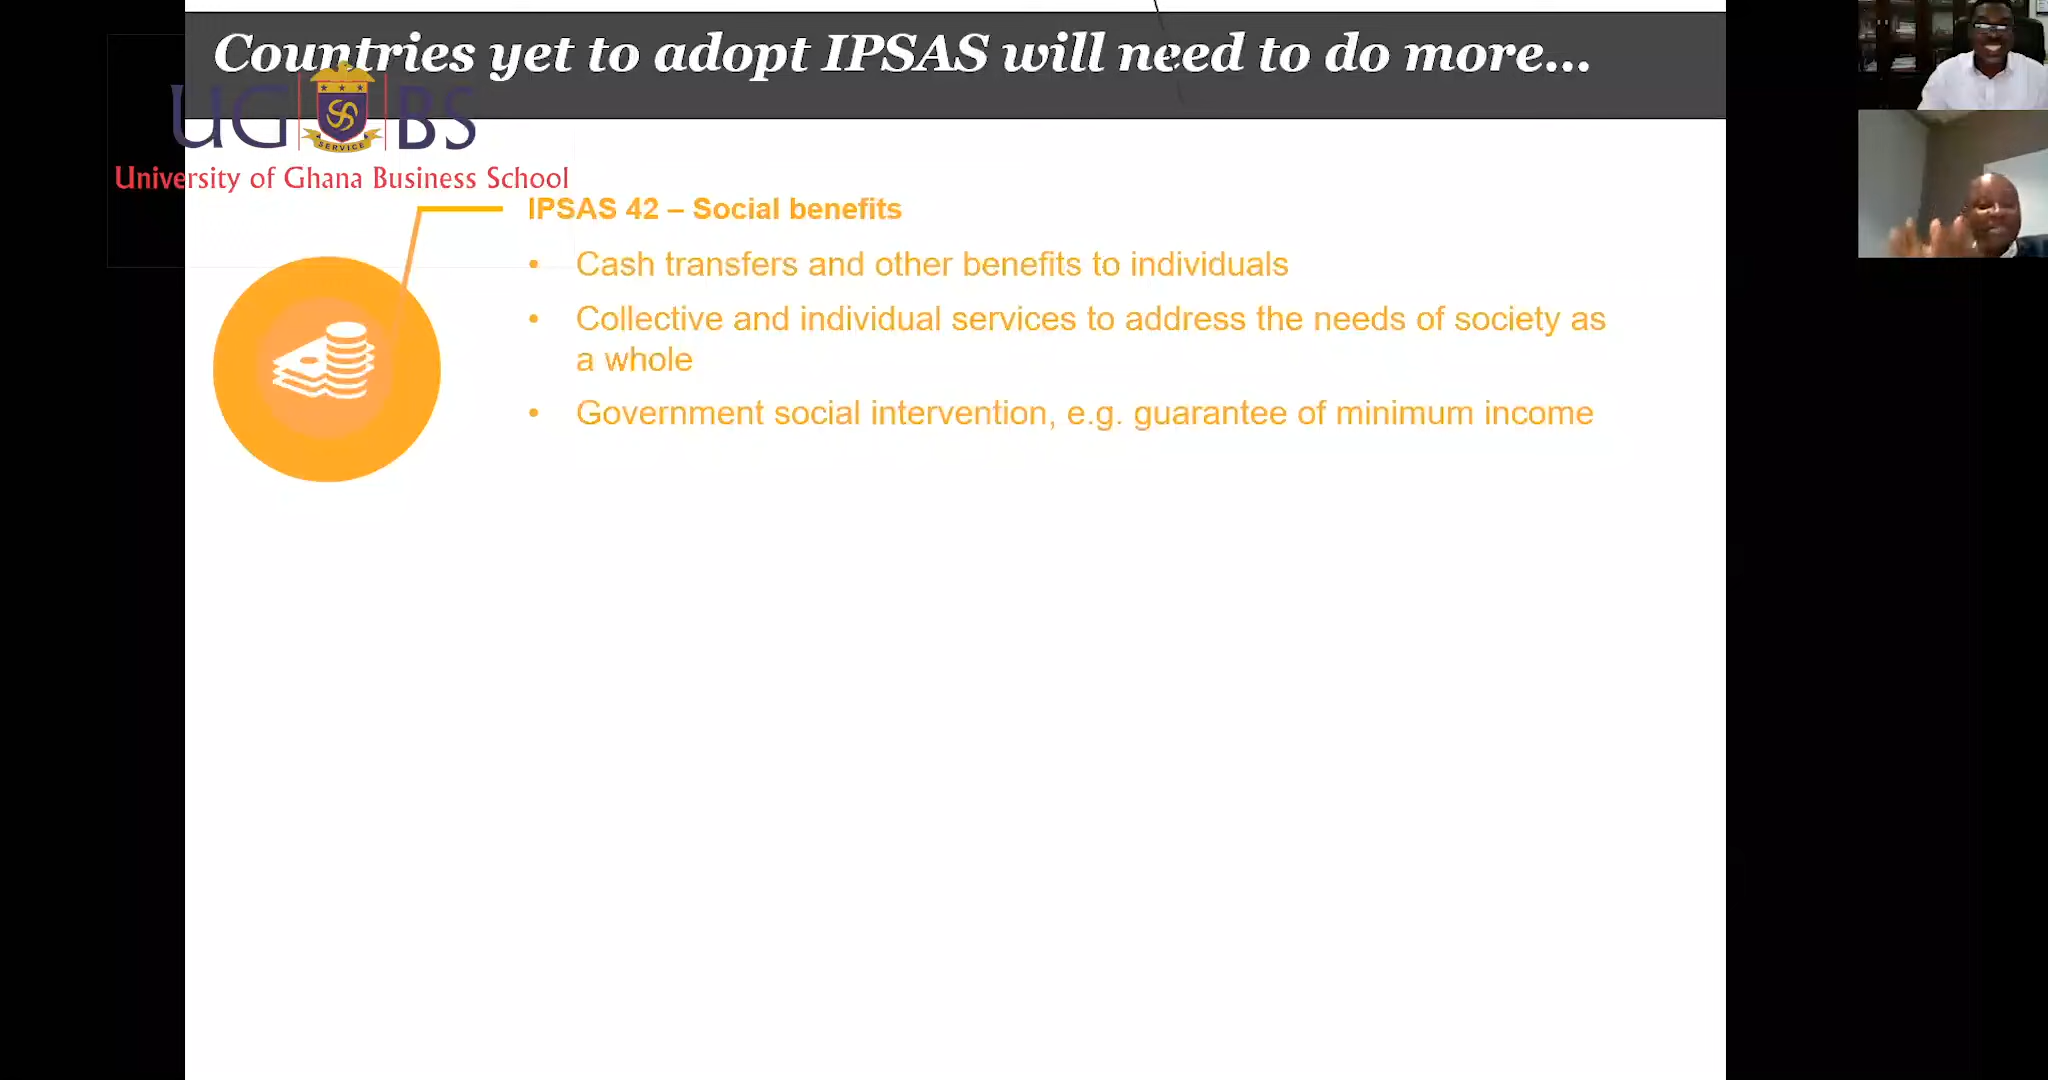 Countries yet to adopt IPSAS will need to do more...
UG BS
SERVICE
University of Ghana Business School
IPSAS 42 – Social benefits
• Cash transfers and other benefits to individuals
• Collective and individual services to address the needs of society as
a whole
• Government social intervention, e.g. guarantee of minimum income